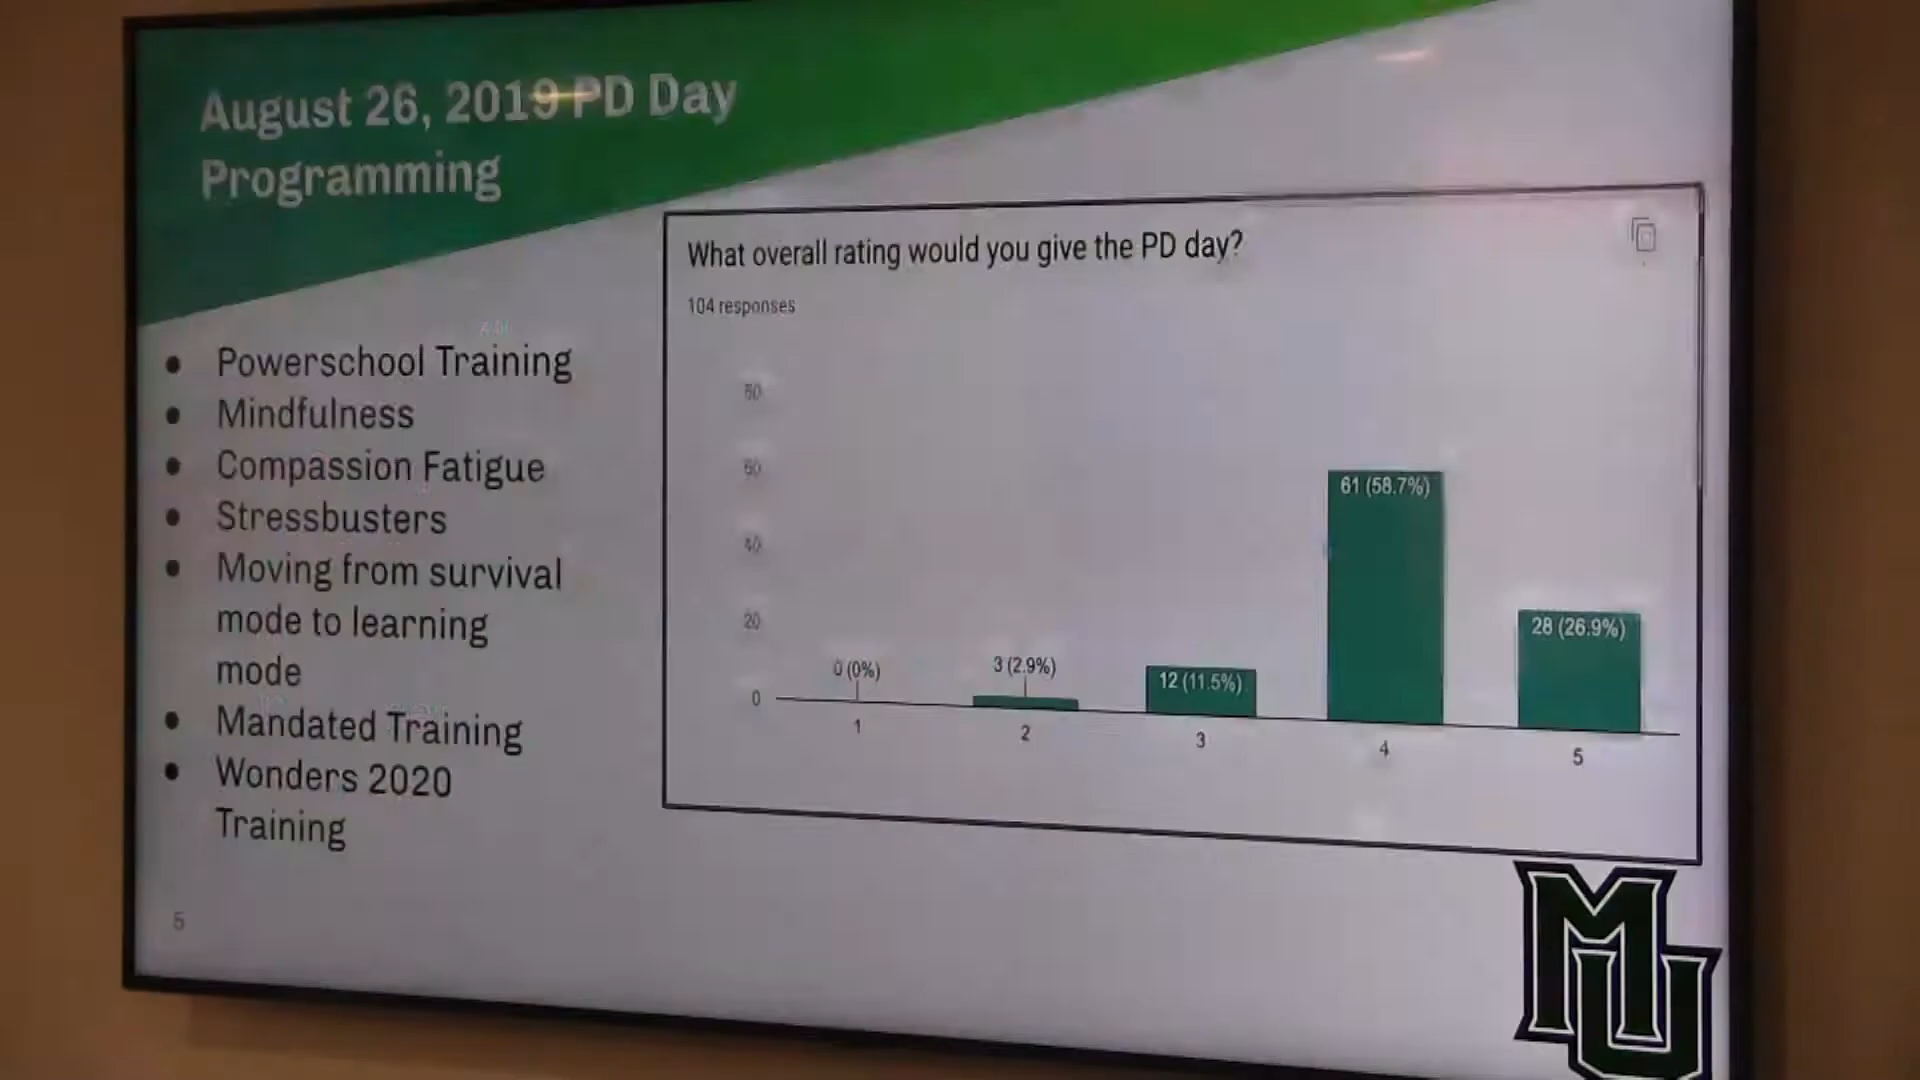 August 26, 2019 PD Day
Programming
What overall rating would you give the PD day?
104 responses
Powerschool Training
Mindfulness
Compassion Fatigue
Stressbusters
Moving from survival
mode to learning
mode
Mandated Training
Wonders 2020
Training
80
60
40
20
0
0 (0%)
3 (2.9%)
12 (11.5%)
61 (58.7%)
28 (26.9%)
1
2
3
4
5
5
MU